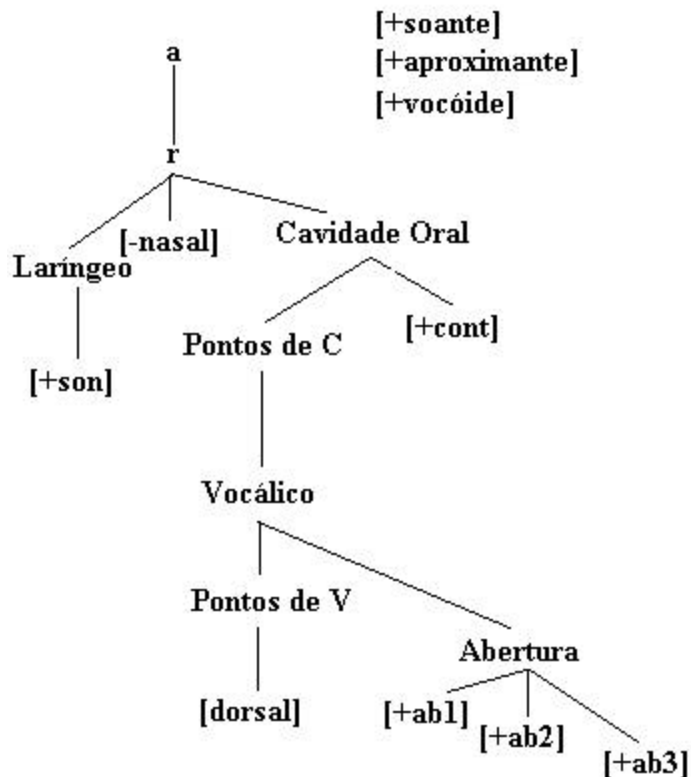 [+soante]
a
[+aproximante]
[+vocóide]
r
[-nasal]
Cavidade Oral
Laríngeo
[+cont]
Pontos de C
[+son]
Vocálico
Pontos de V
Abertura
[dorsal]
[+ab1]
[+ab2]
[+ab3]